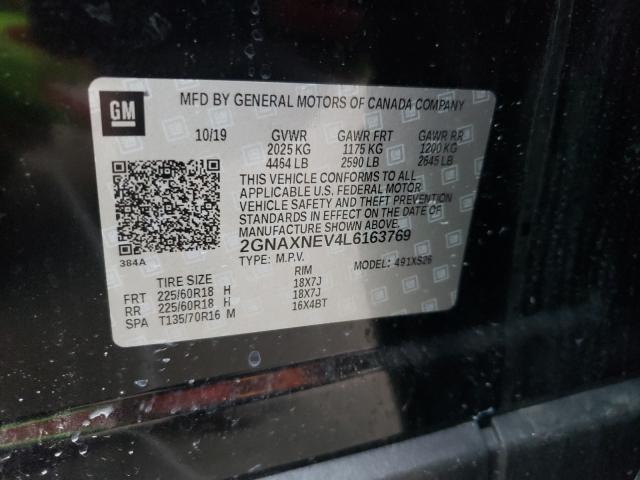 GM
MFD BY GENERAL MOTORS OF CANADA COMPANY
10/19 GVWR GAWR FRT GAWR RR
2025 KG 1175 KG 1200 KG
4464 LB 2590 LB 2645 LB
THIS VEHICLE CONFORMS TO ALL
APPLICABLE U.S. FEDERAL MOTOR
VEHICLE SAFETY AND THEFT PREVENTION
STANDARDS IN EFFECT ON THE DATE OF
MANUFACTURE SHOWN ABOVE.
384A 2GNAXNEV4L6163769
TYPE: M.P.V. MODEL: 491XS26
TIRE SIZE RIM
FRT 225/60R18 H 18X7J
RR 225/60R18 H 18X7J
SPA T135/70R16 M 16X4BT